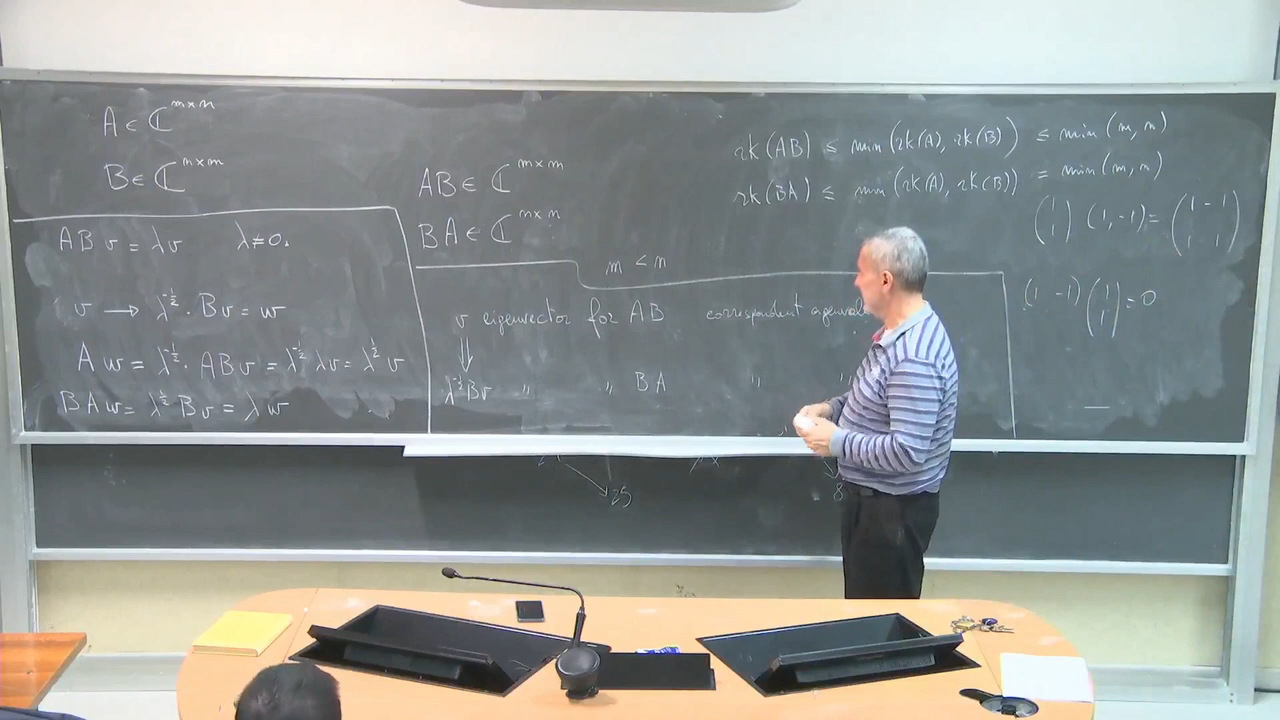 A ∈ ℂ^{m×n}
B ∈ ℂ^{n×m}
AB ∈ ℂ^{m×m}
BA ∈ ℂ^{n×n}
m < n
rk(AB) ≤ min(rk(A), rk(B)) ≤ min(m, n)
rk(BA) ≤ min(rk(A), rk(B)) = min(m, n)
(1 1) (1, -1) = (1 -1 1 -1)
(1 -1) (1 1) = 0
ABv = λv λ≠0.
v → λ^{-1/2} · Bv = w
Aw = λ^{-1/2} · ABv = λ^{-1/2} λv = λ^{1/2} v
BAw = λ^{1/2} Bv = λw
v eigenvector for AB correspondent
⇓
λ^{-1/2}Bv " " BA " "
25
8